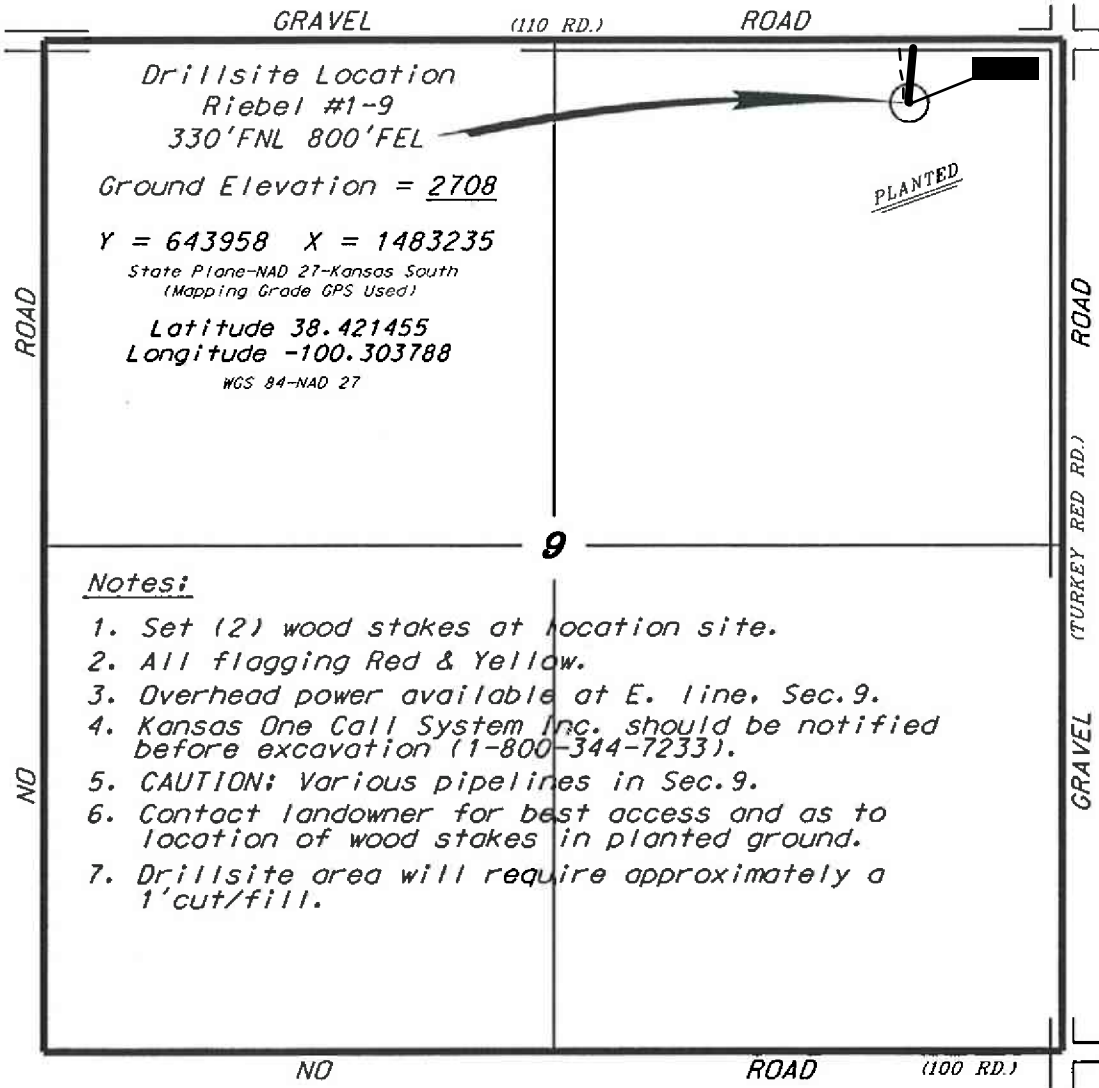 GRAVEL (110 RD.) ROAD
Drillsite Location
Riebel #1-9
330'FNL 800'FEL
Ground Elevation = 2708
Y = 643958 X = 1483235
State Plane-NAD 27-Kansas South
(Mapping Grade GPS Used)
Latitude 38.421455
Longitude -100.303788
WGS 84-NAD 27
PLANTED
NO ROAD
GRAVEL (TURKEY RED RD.) ROAD
9
Notes:
1. Set (2) wood stakes at location site.
2. All flagging Red & Yellow.
3. Overhead power available at E. line, Sec.9.
4. Kansas One Call System Inc. should be notified
before excavation (1-800-344-7233).
5. CAUTION: Various pipelines in Sec.9.
6. Contact landowner for best access and as to
location of wood stakes in planted ground.
7. Drillsite area will require approximately a
1'cut/fill.
NO ROAD (100 RD.)